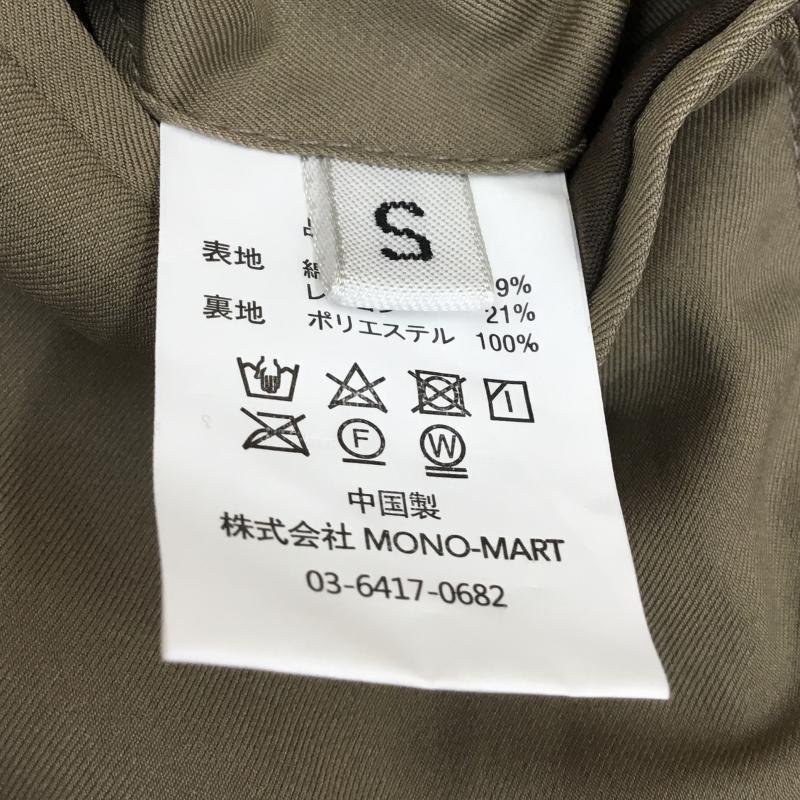 S
表地
9%
21%
裏地 ポリエステル 100%
F
W
中国製
株式会社 MONO-MART
03-6417-0682